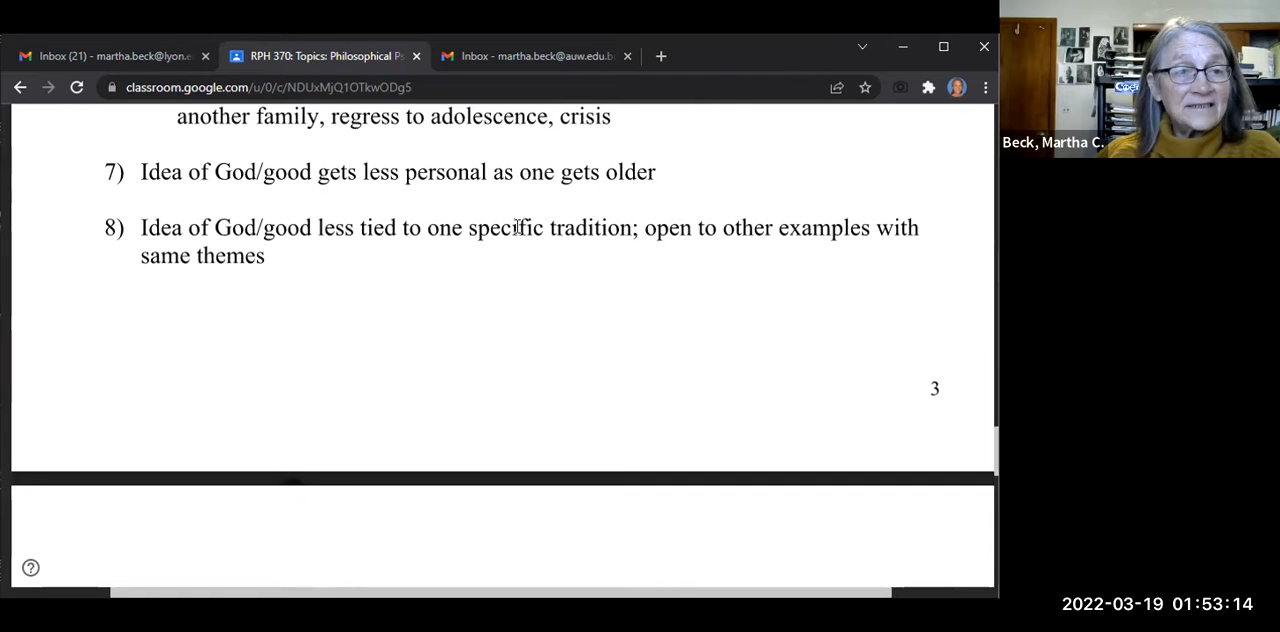 Inbox (21) - martha.beck@lyon.e
RPH 370: Topics: Philosophical P
Inbox - martha.beck@auw.edu.b
classroom.google.com/u/0/c/NDUxMjQ1OTkwODg5
another family, regress to adolescence, crisis
7) Idea of God/good gets less personal as one gets older
8) Idea of God/good less tied to one specific tradition; open to other examples with
same themes
3
Beck, Martha C.
2022-03-19 01:53:14